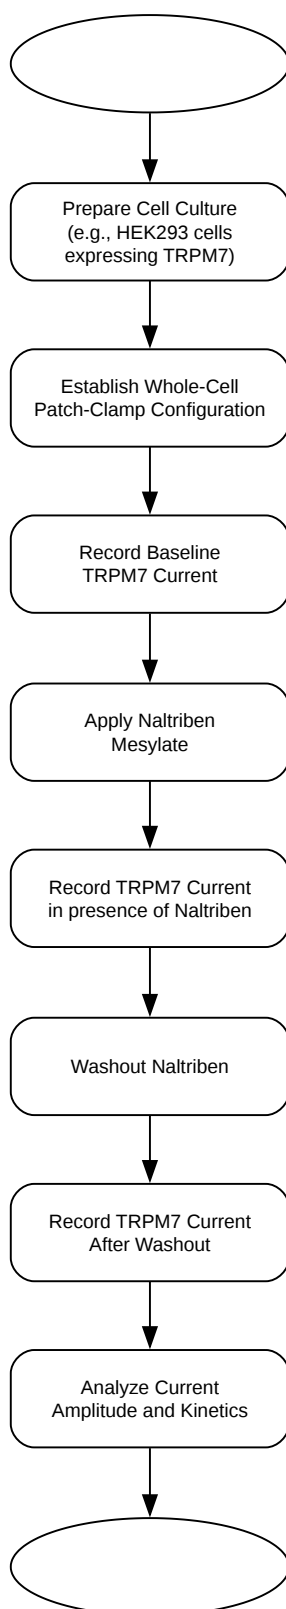 Prepare Cell Culture
(e.g., HEK293 cells
expressing TRPM7)
Establish Whole-Cell
Patch-Clamp Configuration
Record Baseline
TRPM7 Current
Apply Naltriben
Mesylate
Record TRPM7 Current
in presence of Naltriben
Washout Naltriben
Record TRPM7 Current
After Washout
Analyze Current
Amplitude and Kinetics